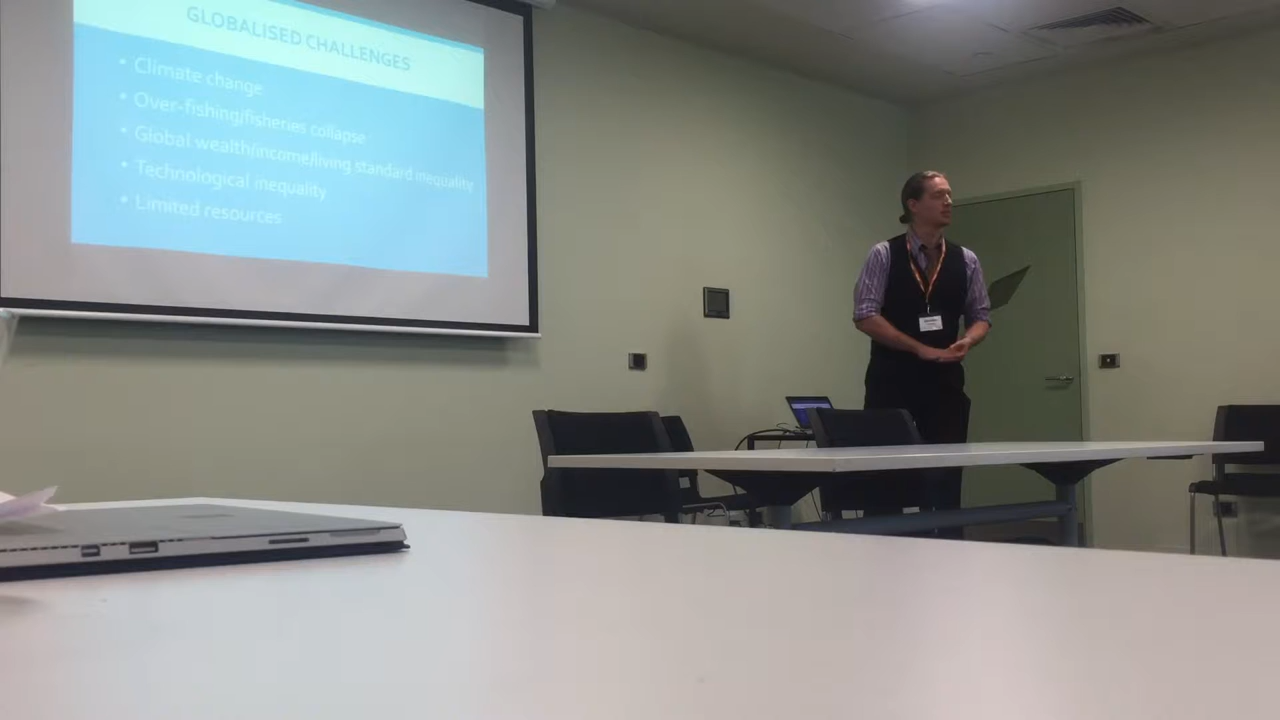 GLOBALISED CHALLENGES
• Climate change
• Over-fishing/fisheries collapse
• Global wealth/income/living standard inequality
• Technological inequality
• Limited resources